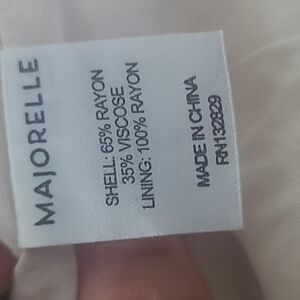 MAJORELLE
SHELL: 65% RAYON
35% VISCOSE
LINING: 100% RAYON
MADE IN CHINA
RN132829